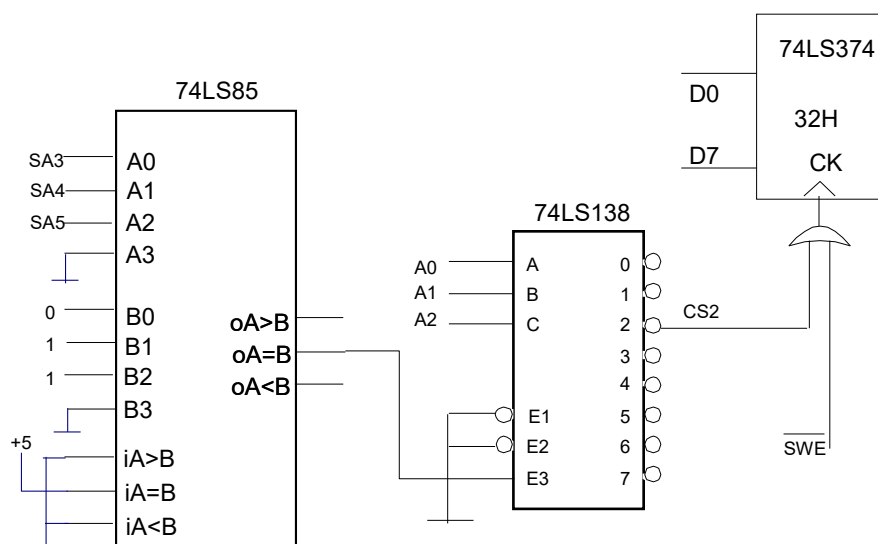 74LS374
D0
32H
D7
CK
74LS85
SA3 A0
SA4 A1
SA5 A2
A3
0 B0
1 B1
1 B2
B3
+5
iA>B
iA=B
iA<B
oA>B
oA=B
oA<B
74LS138
A0 A 0
A1 B 1
A2 C 2 CS2
3
4
E1 5
E2 6
E3 7
SWE